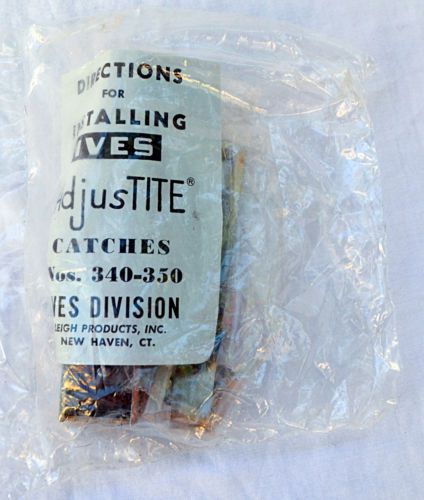 DIRECTIONS
FOR
INSTALLING
IVES
AdjusTITE®
CATCHES
Nos. 340-350
IVES DIVISION
LEIGH PRODUCTS, INC.
NEW HAVEN, CT.